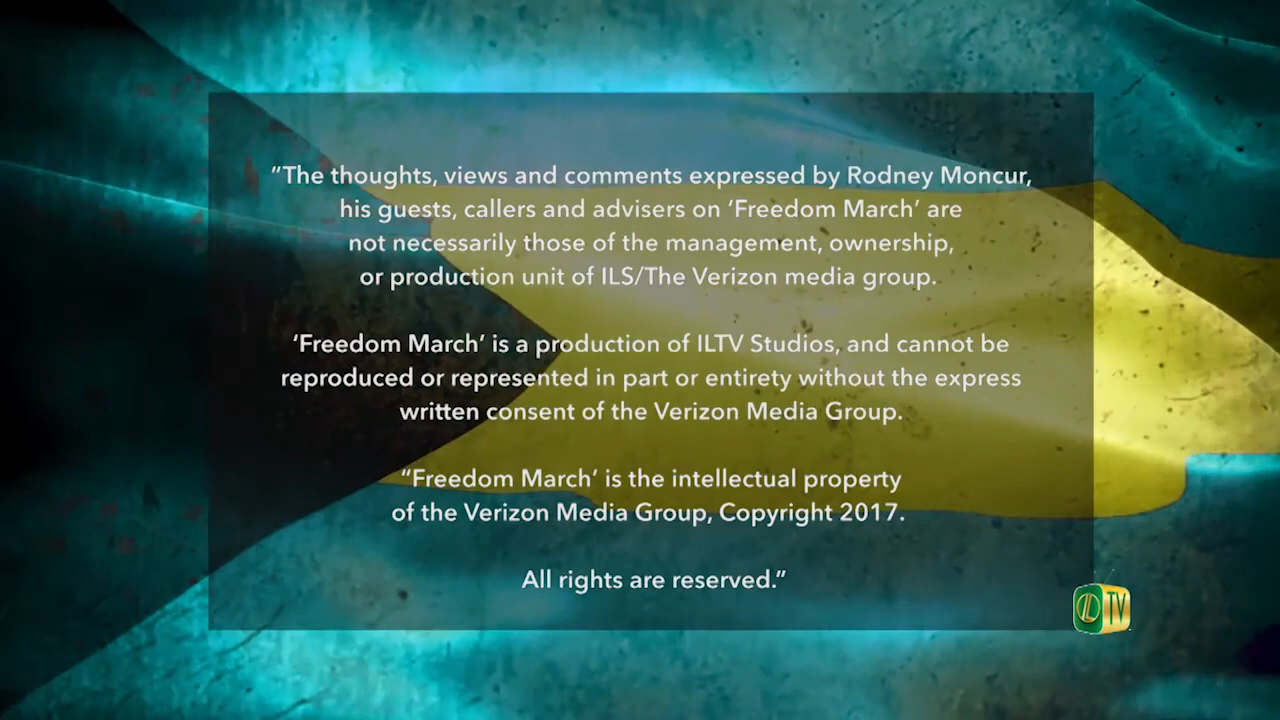 “The thoughts, views and comments expressed by Rodney Moncur,
his guests, callers and advisers on ‘Freedom March’ are
not necessarily those of the management, ownership,
or production unit of ILS/The Verizon media group.
‘Freedom March’ is a production of ILTV Studios, and cannot be
reproduced or represented in part or entirety without the express
written consent of the Verizon Media Group.
“Freedom March’ is the intellectual property
of the Verizon Media Group, Copyright 2017.
All rights are reserved.”
IL TV